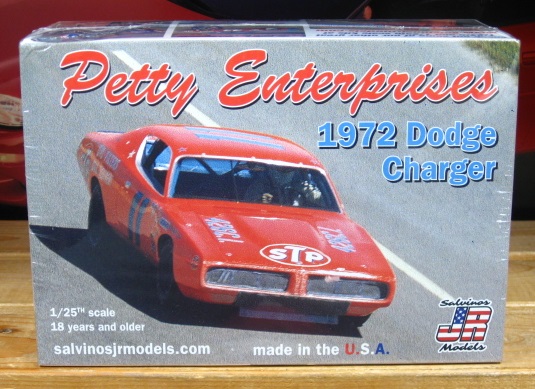 Petty Enterprises
1972 Dodge
Charger
STP
1/25TH scale
18 years and older
salvinosjrmodels.com
made in the U.S.A.
Salvinos
JR
Models